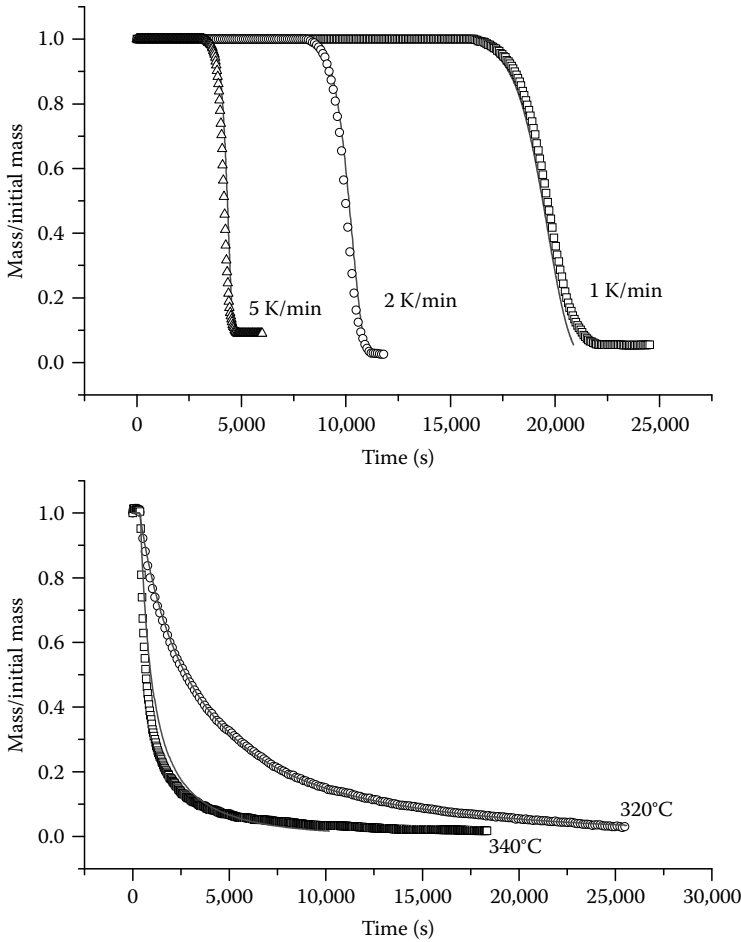 1.0
0.8
0.6
0.4
0.2
0.0
Mass/initial mass
5 K/min
2 K/min
1 K/min
0
5,000
10,000
15,000
20,000
25,000
Time (s)
1.0
0.8
0.6
0.4
0.2
0.0
Mass/initial mass
320°C
340°C
0
5,000
10,000
15,000
20,000
25,000
30,000
Time (s)